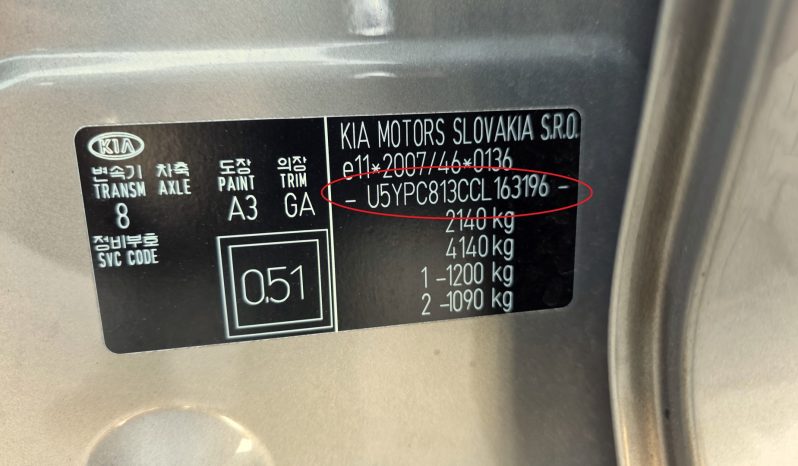 KIA
변속기 차축 도장 의장
TRANSM AXLE PAINT TRIM
8 A3 GA
정비부호
SVC CODE
0.51
KIA MOTORS SLOVAKIA S.R.O.
e11*2007/46*0136
- U5YPC813CCL163196 -
2140 kg
4140 kg
1 -1200 kg
2 -1090 kg